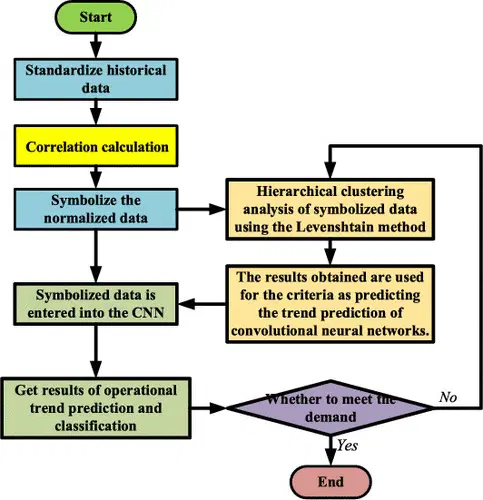 Start
Standardize historical
data
Correlation calculation
Symbolize the
normalized data
Hierarchical clustering
analysis of symbolized data
using the Levenshtain method
The results obtained are used
for the criteria as predicting
the trend prediction of
convolutional neural networks.
Symbolized data is
entered into the CNN
Get results of operational
trend prediction and
classification
Whether to meet the
demand
No
Yes
End